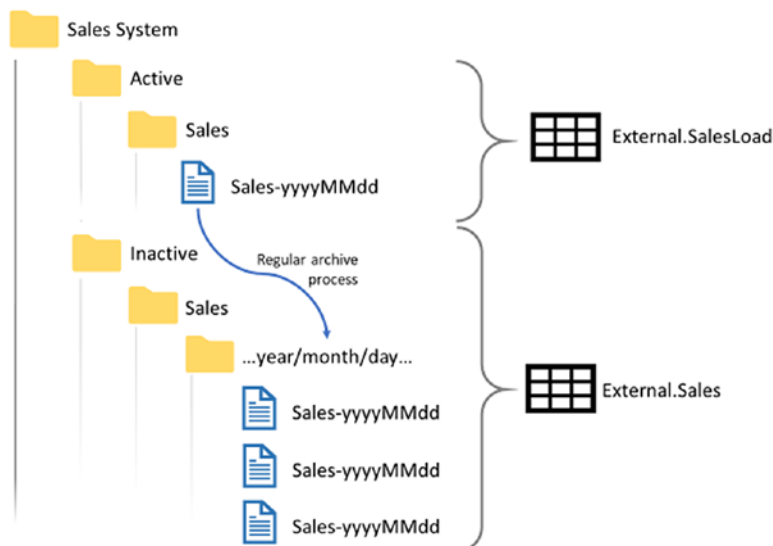 Sales System
Active
Sales
External.SalesLoad
Sales-yyyyMMdd
Inactive
Regular archive
process
Sales
...year/month/day...
External.Sales
Sales-yyyyMMdd
Sales-yyyyMMdd
Sales-yyyyMMdd